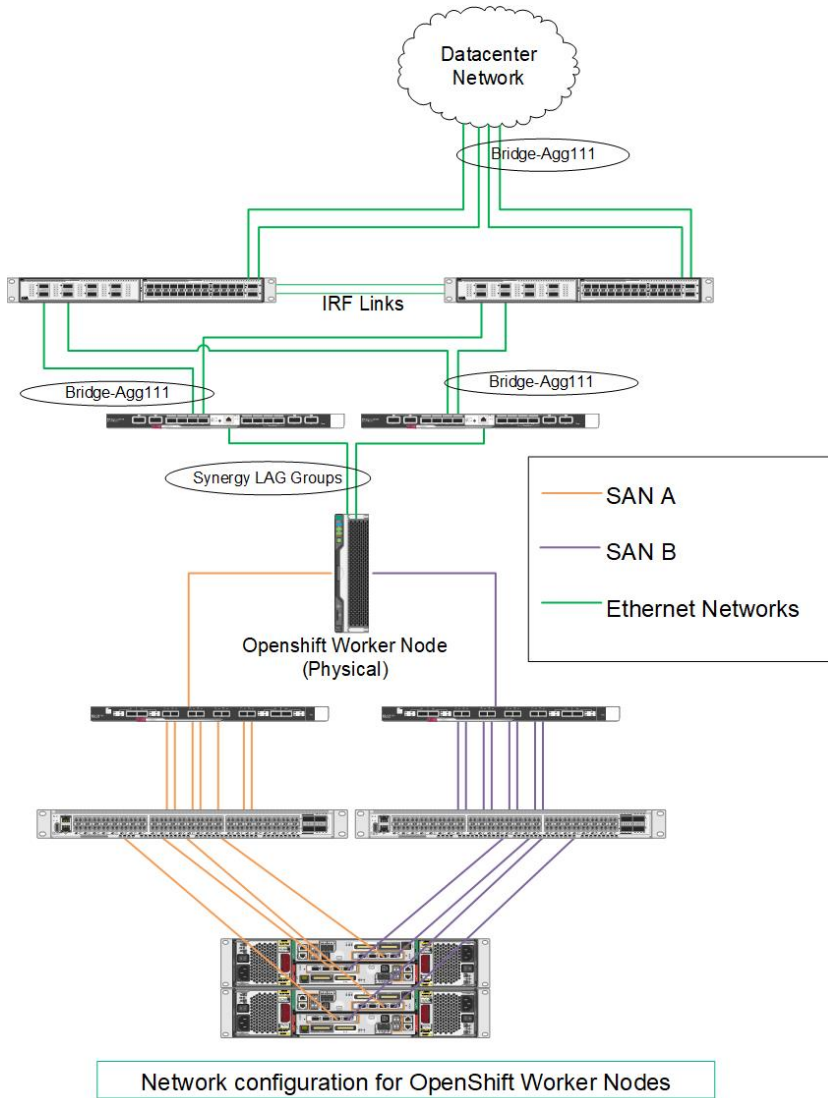 Datacenter
Network
Bridge-Agg111
IRF Links
Bridge-Agg111
Bridge-Agg111
Synergy LAG Groups
SAN A
SAN B
Ethernet Networks
Openshift Worker Node
(Physical)
Network configuration for OpenShift Worker Nodes